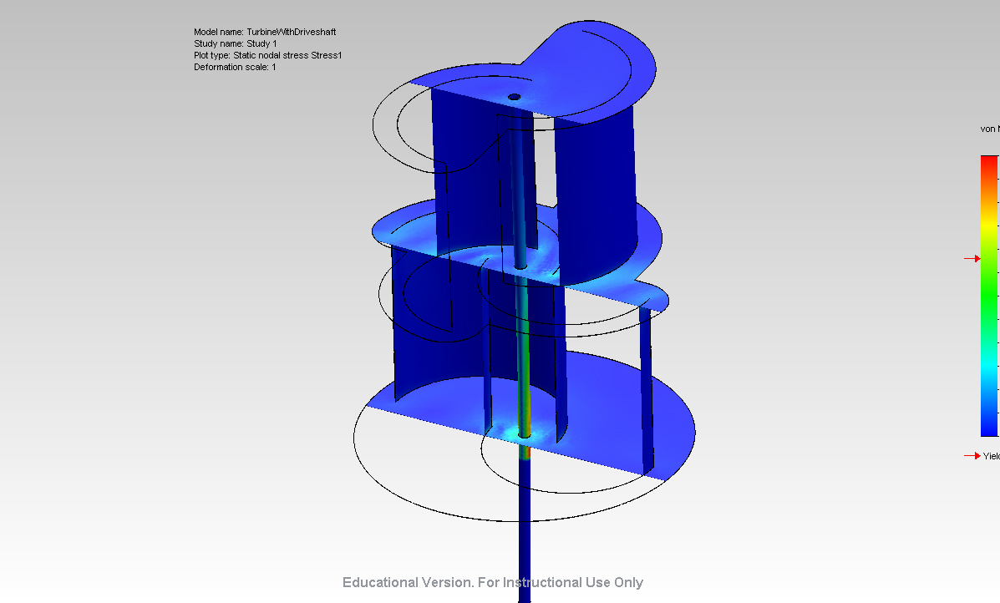 Model name: TurbineWithDriveshaft
Study name: Study 1
Plot type: Static nodal stress Stress1
Deformation scale: 1
von
Educational Version. For Instructional Use Only